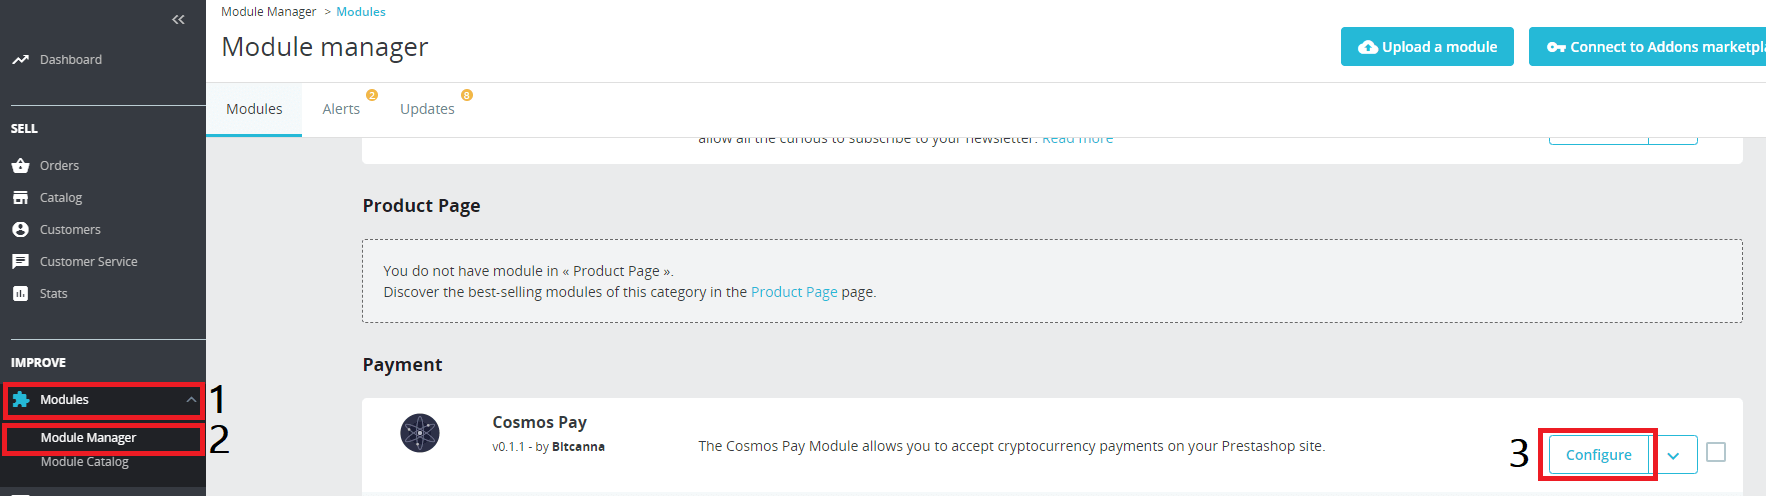 Module Manager > Modules
Module manager
Upload a module
Connect to Addons marketpla
Dashboard
SELL
Orders
Catalog
Customers
Customer Service
Stats
IMPROVE
Modules 1
Module Manager 2
Module Catalog
Modules
Alerts 2
Updates 8
allow all the curious to subscribe to your newsletter. Read more
Product Page
You do not have module in « Product Page ».
Discover the best-selling modules of this category in the Product Page page.
Payment
Cosmos Pay
v0.1.1 - by Bitcanna
The Cosmos Pay Module allows you to accept cryptocurrency payments on your Prestashop site.
3 Configure